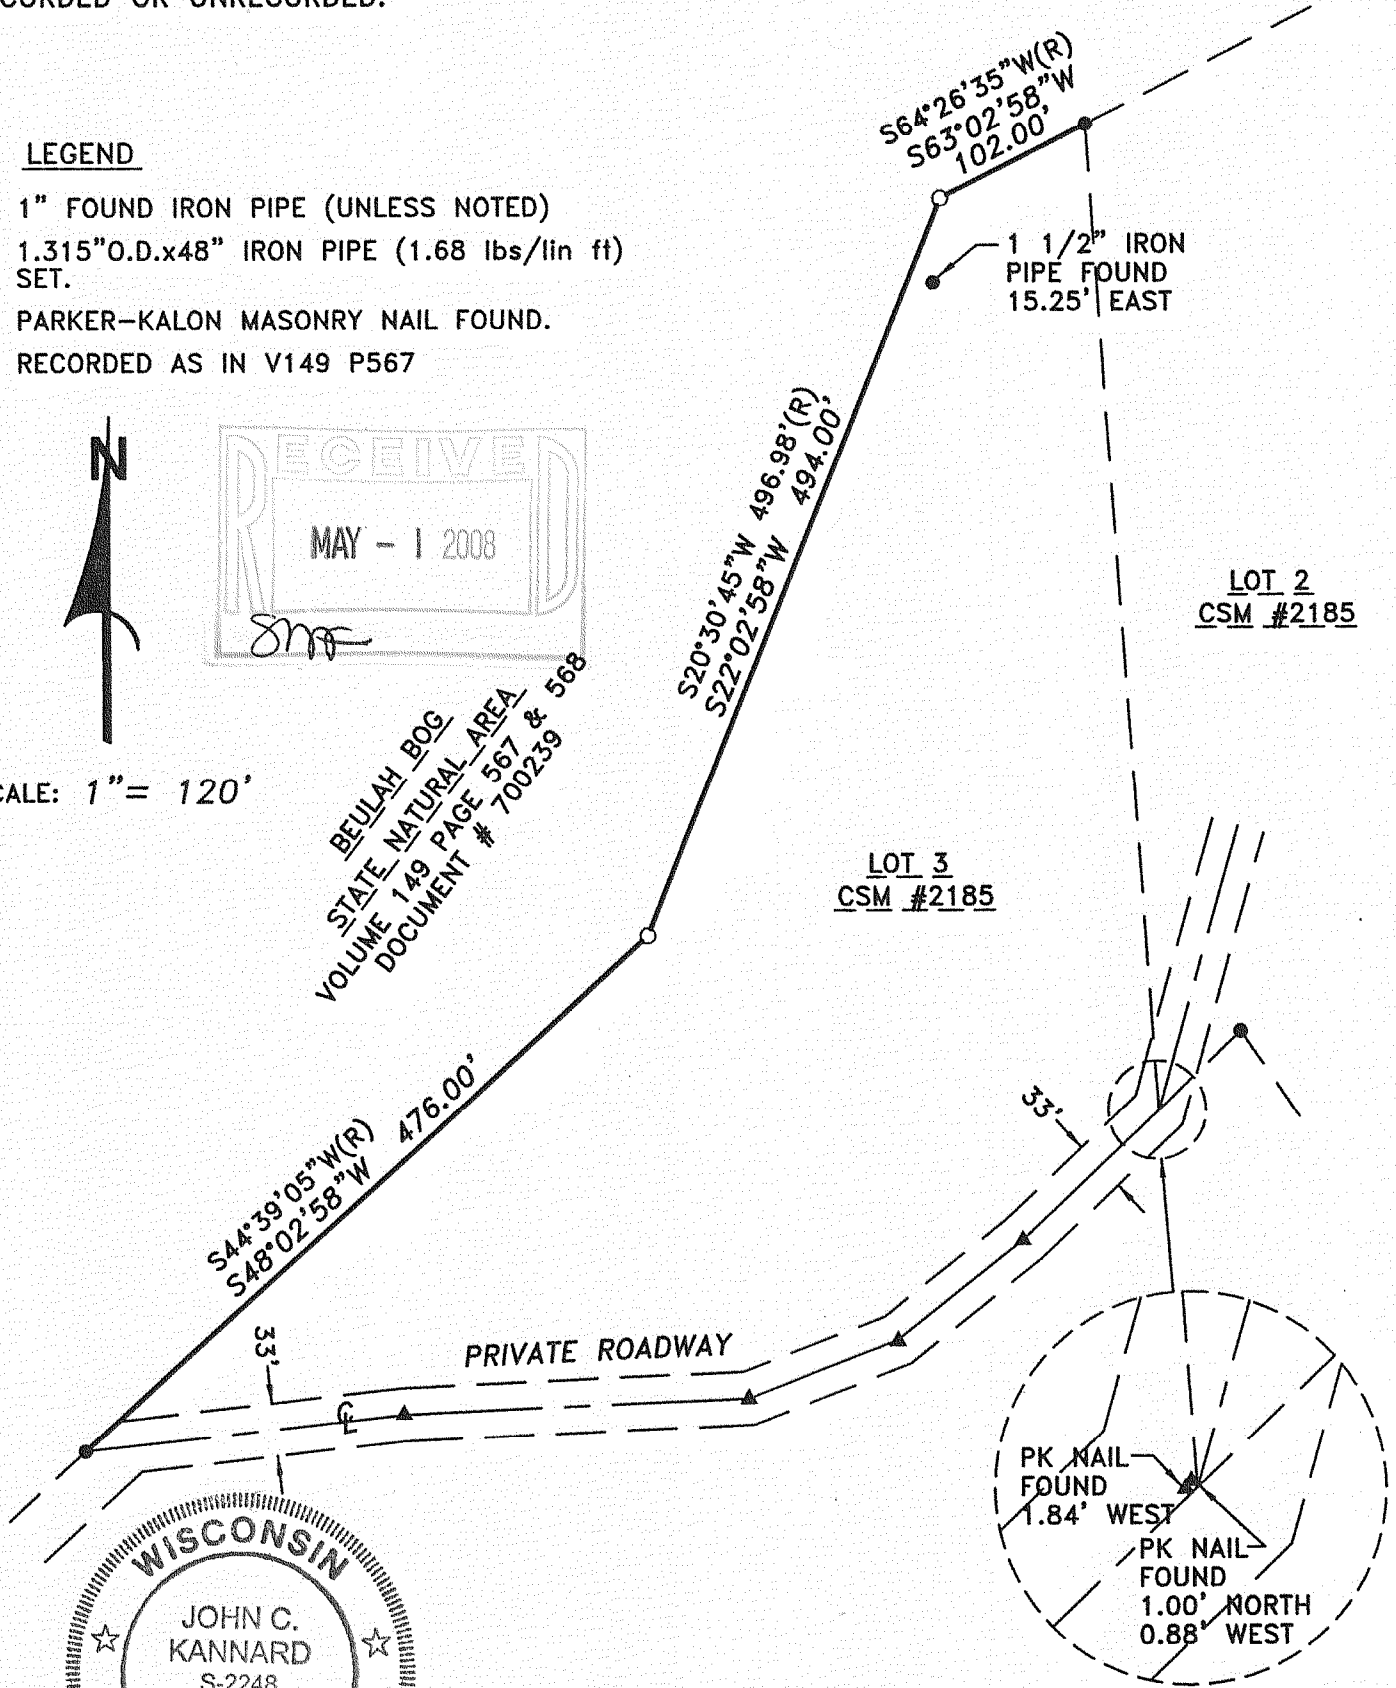 CORDED OR UNRECORDED.
LEGEND
1" FOUND IRON PIPE (UNLESS NOTED)
1.315"O.D.x48" IRON PIPE (1.68 lbs/lin ft)
SET.
PARKER–KALON MASONRY NAIL FOUND.
RECORDED AS IN V149 P567
N
RECEIVED
MAY - 1 2008
CALE: 1"= 120'
S64°26'35"W(R)
S63°02'58"W
102.00'
1 1/2" IRON
PIPE FOUND
15.25' EAST
S20°30'45"W 496.98'(R)
S22°02'58"W 494.00'
LOT 2
CSM #2185
BEULAH BOG
STATE NATURAL AREA
VOLUME 149 PAGE 567 & 568
DOCUMENT # 700239
LOT 3
CSM #2185
S44°39'05"W(R)
S48°02'58"W 476.00'
33'
33'
PRIVATE ROADWAY
CL
PK NAIL
FOUND
1.84' WEST
PK NAIL
FOUND
1.00' NORTH
0.88' WEST
WISCONSIN
JOHN C.
KANNARD
S-2248